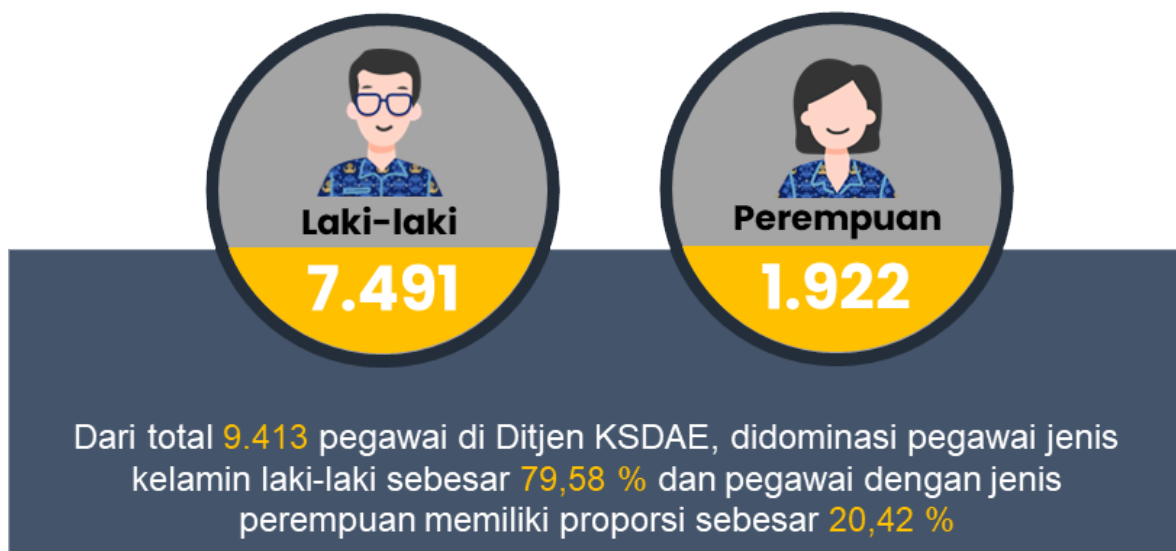 Laki-laki
7.491
Perempuan
1.922
Dari total 9.413 pegawai di Ditjen KSDAE, didominasi pegawai jenis
kelamin laki-laki sebesar 79,58 % dan pegawai dengan jenis
perempuan memiliki proporsi sebesar 20,42 %